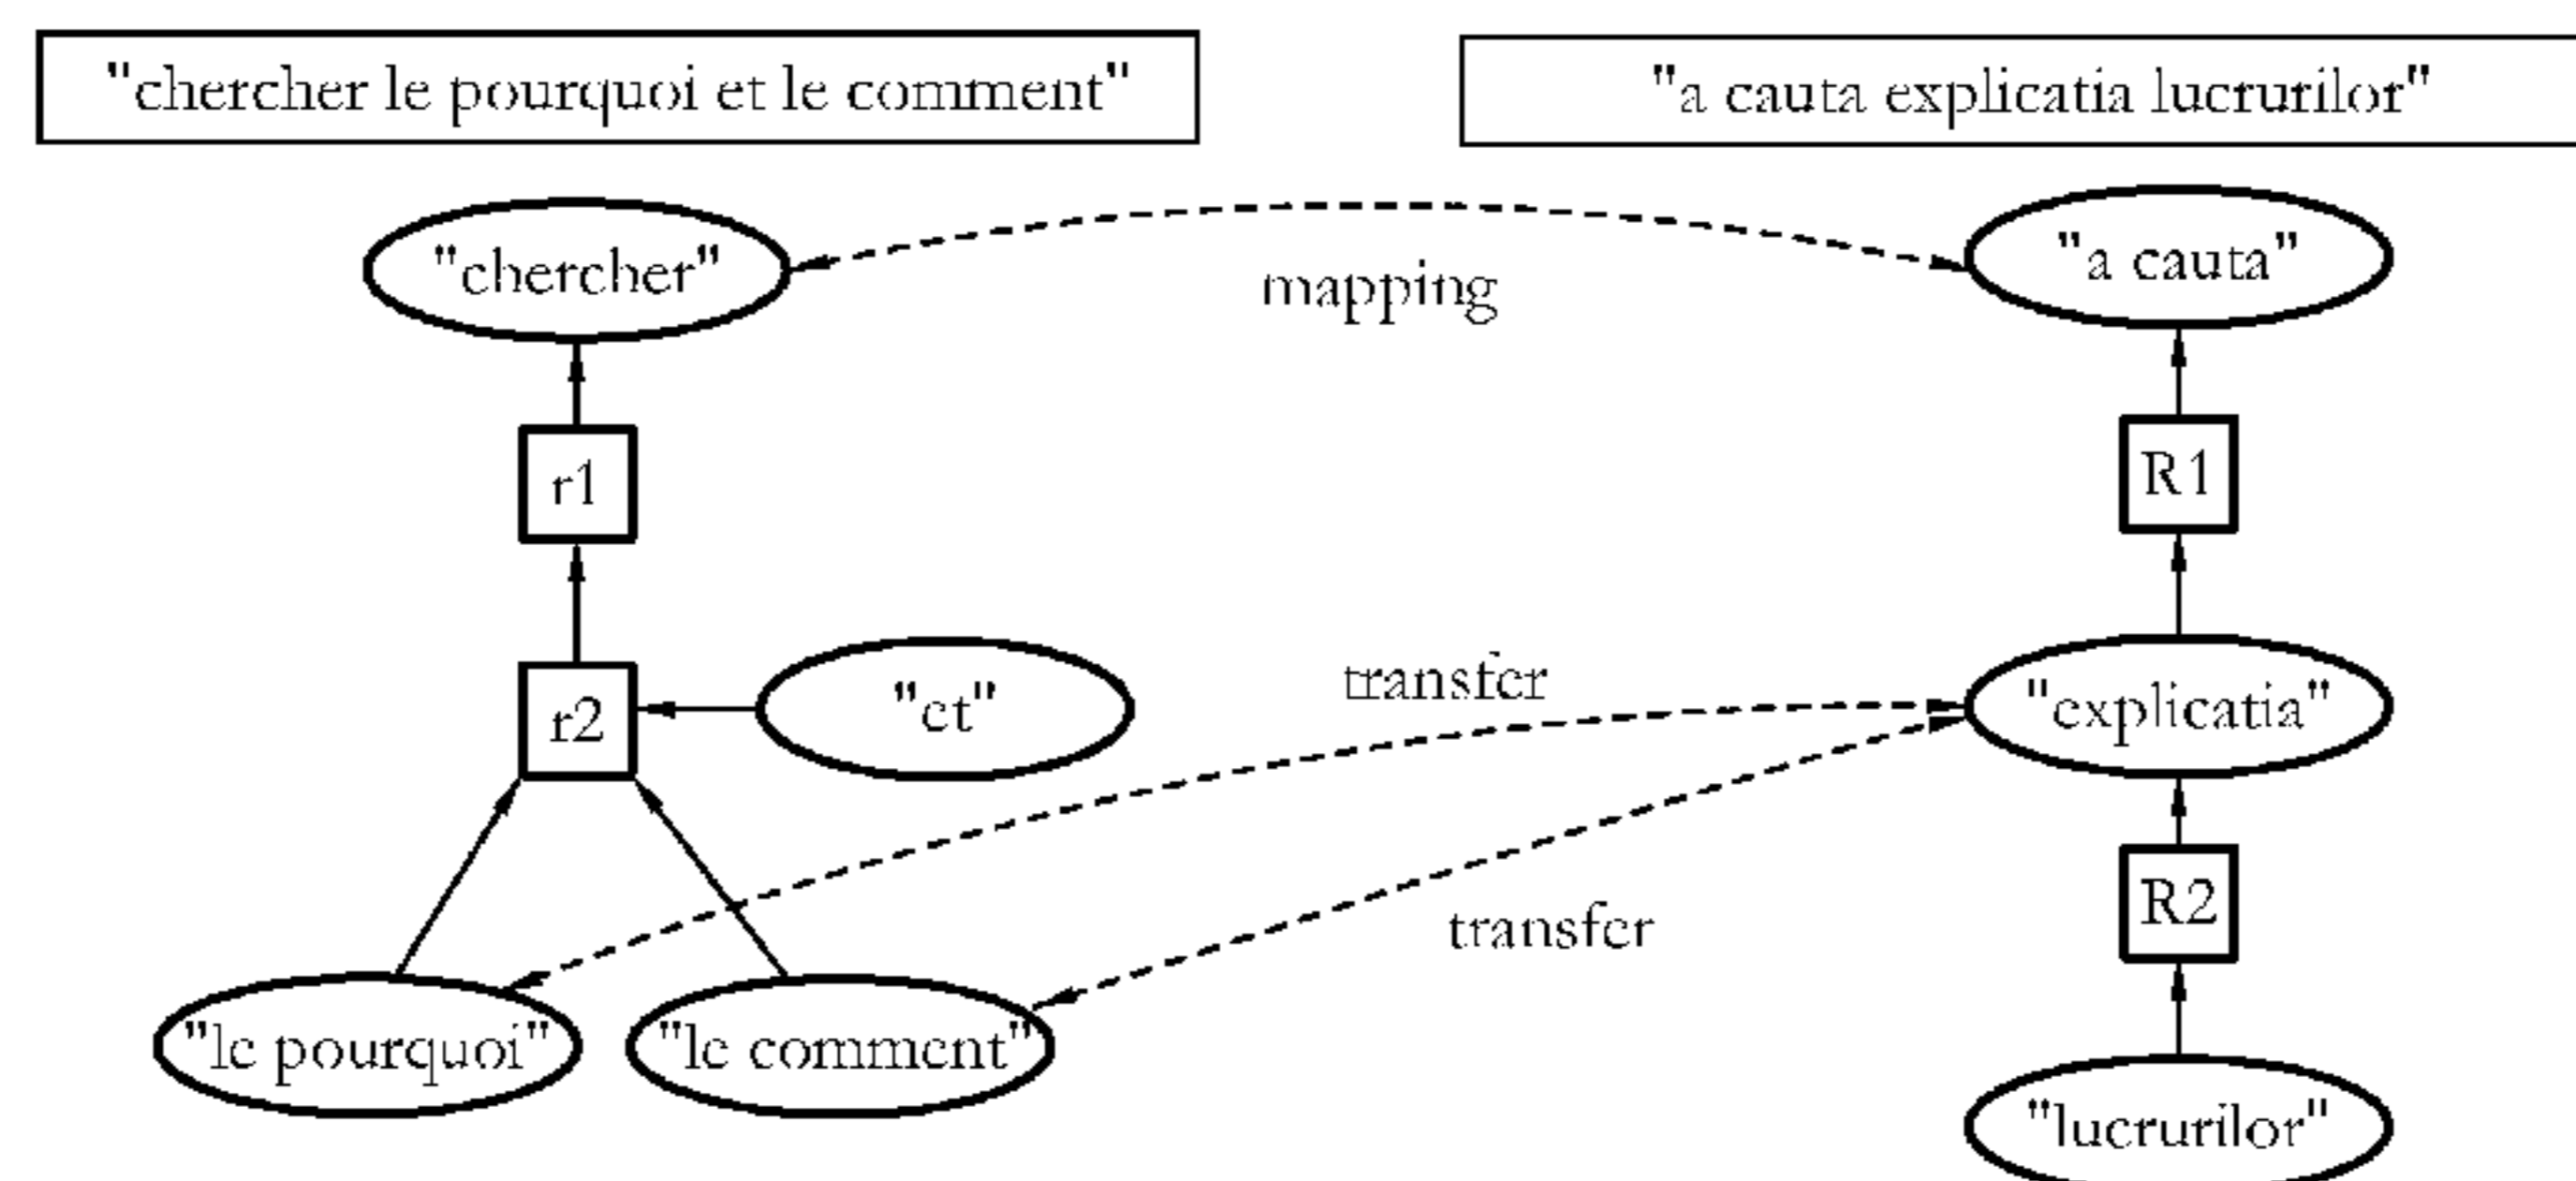 "chercher le pourquoi et le comment"
"a cauta explicatia lucrurilor"
"chercher"
"a cauta"
mapping
r1
R1
r2
"et"
transfer
"explicatia"
R2
transfer
"le pourquoi"
"le comment"
"lucrurilor"